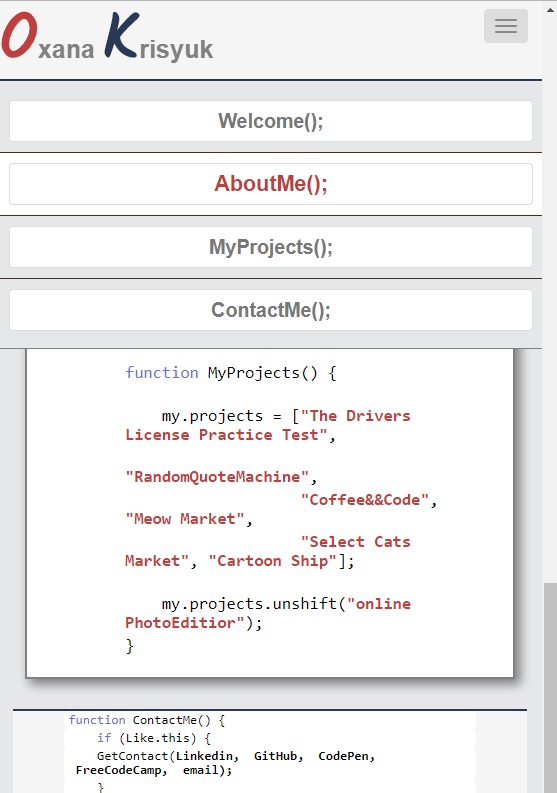 Oxana Krisyuk
Welcome();
AboutMe();
MyProjects();
ContactMe();
function MyProjects() {
my.projects = ["The Drivers
License Practice Test",
"RandomQuoteMachine",
"Coffee&&Code",
"Meow Market",
"Select Cats
Market", "Cartoon Ship"];
my.projects.unshift("online
PhotoEditior");
}
function ContactMe() {
if (Like.this) {
GetContact(Linkedin, GitHub, CodePen,
FreeCodeCamp, email);
}